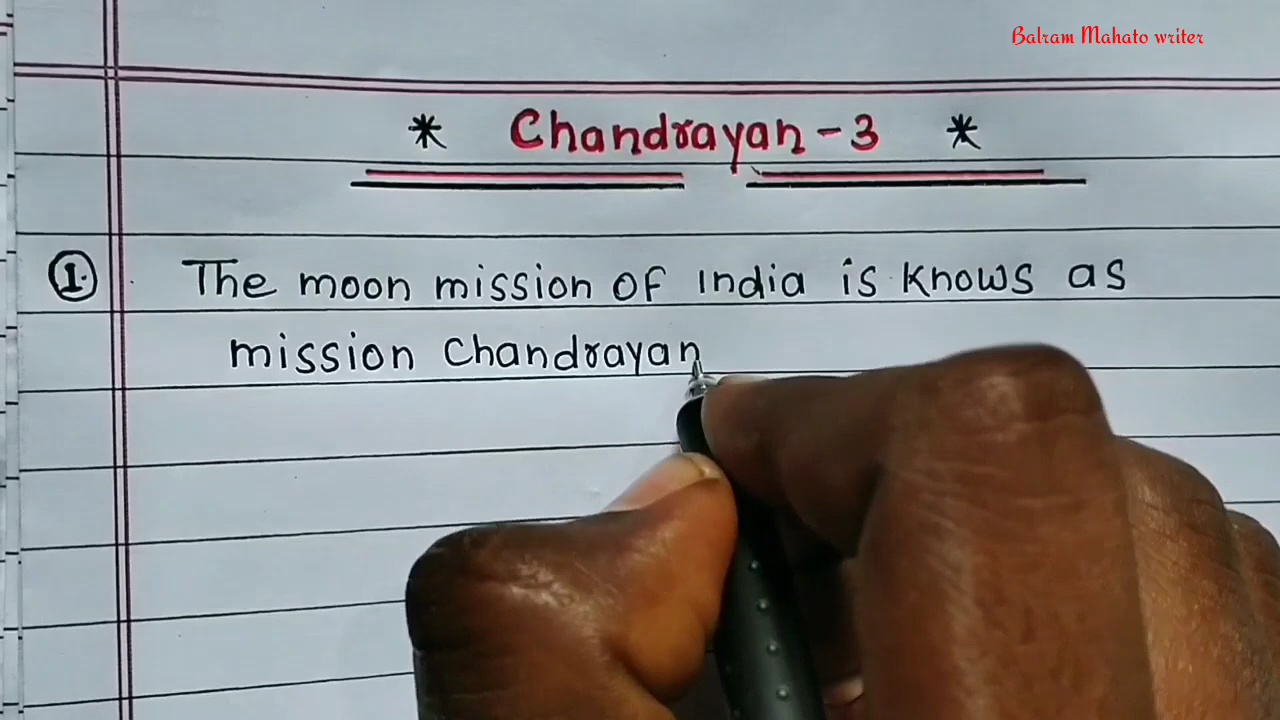 Balram Mahato writer
* Chandrayan-3 *
1. The moon mission of India is knows as
mission Chandrayan